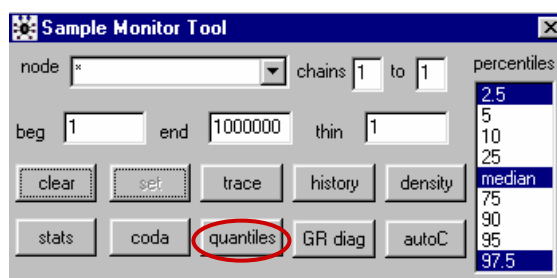 Sample Monitor Tool
node * chains 1 to 1 percentiles
beg 1 end 1000000 thin 1
clear set trace history density
stats coda quantiles GR diag autoC
2.5
5
10
25
median
75
90
95
97.5